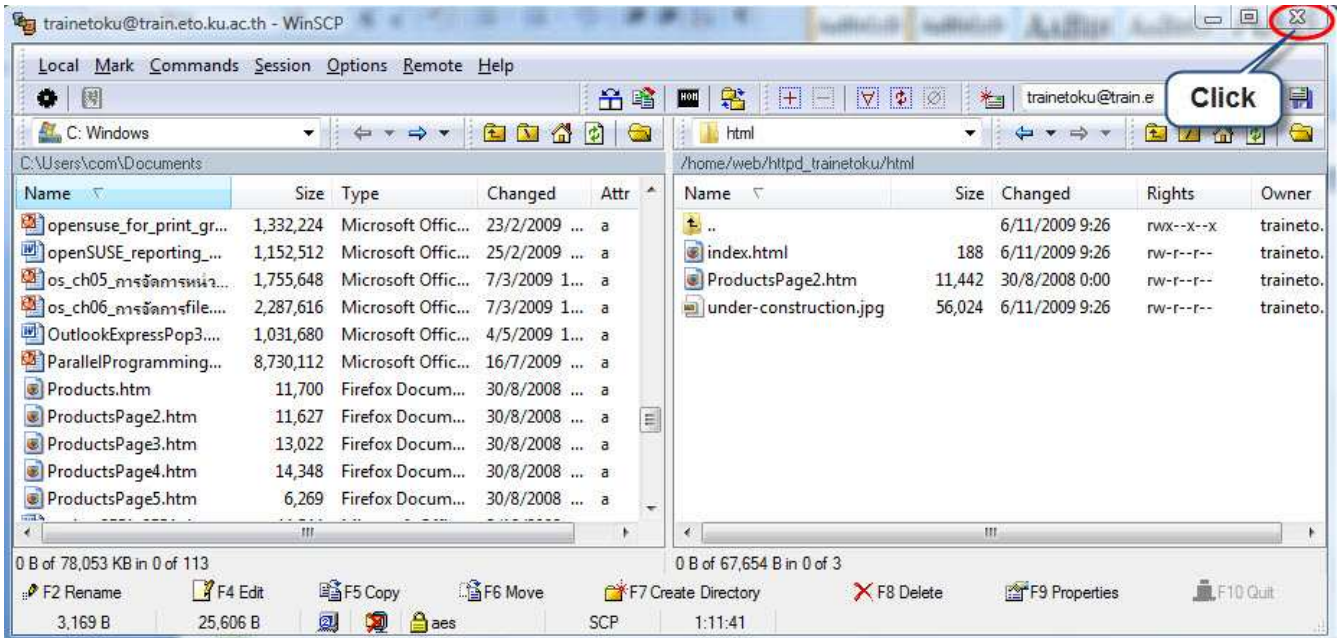 trainetoku@train.eto.ku.ac.th - WinSCP
Local Mark Commands Session Options Remote Help
trainetoku@train.e
Click
C: Windows
html
C:\Users\com\Documents
/home/web/httpd_trainetoku/html
Name Size Type Changed Attr
Name Size Changed Rights Owner
opensuse_for_print_gr... 1,332,224 Microsoft Offic... 23/2/2009 ... a
.. 6/11/2009 9:26 rwx--x--x traineto.
openSUSE_reporting_... 1,152,512 Microsoft Offic... 25/2/2009 ... a
index.html 188 6/11/2009 9:26 rw-r--r-- traineto.
os_ch05_การจัดการหน่ว... 1,755,648 Microsoft Offic... 7/3/2009 1... a
ProductsPage2.htm 11,442 30/8/2008 0:00 rw-r--r-- traineto.
os_ch06_การจัดการfile.... 2,287,616 Microsoft Offic... 7/3/2009 1... a
under-construction.jpg 56,024 6/11/2009 9:26 rw-r--r-- traineto.
OutlookExpressPop3.... 1,031,680 Microsoft Offic... 4/5/2009 1... a
ParallelProgramming... 8,730,112 Microsoft Offic... 16/7/2009 ... a
Products.htm 11,700 Firefox Docum... 30/8/2008 ... a
ProductsPage2.htm 11,627 Firefox Docum... 30/8/2008 ... a
ProductsPage3.htm 13,022 Firefox Docum... 30/8/2008 ... a
ProductsPage4.htm 14,348 Firefox Docum... 30/8/2008 ... a
ProductsPage5.htm 6,269 Firefox Docum... 30/8/2008 ... a
0 B of 78,053 KB in 0 of 113
0 B of 67,654 B in 0 of 3
F2 Rename F4 Edit F5 Copy F6 Move F7 Create Directory F8 Delete F9 Properties F10 Quit
3,169 B 25,606 B aes SCP 1:11:41